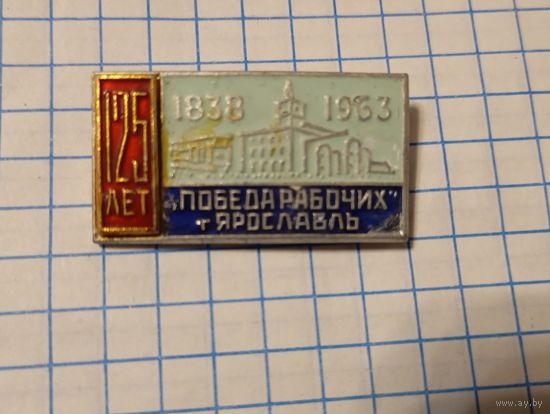 125
ЛЕТ
1838 1963
„ПОБЕДА РАБОЧИХ"
г ЯРОСЛАВЛЬ
www.ay.by